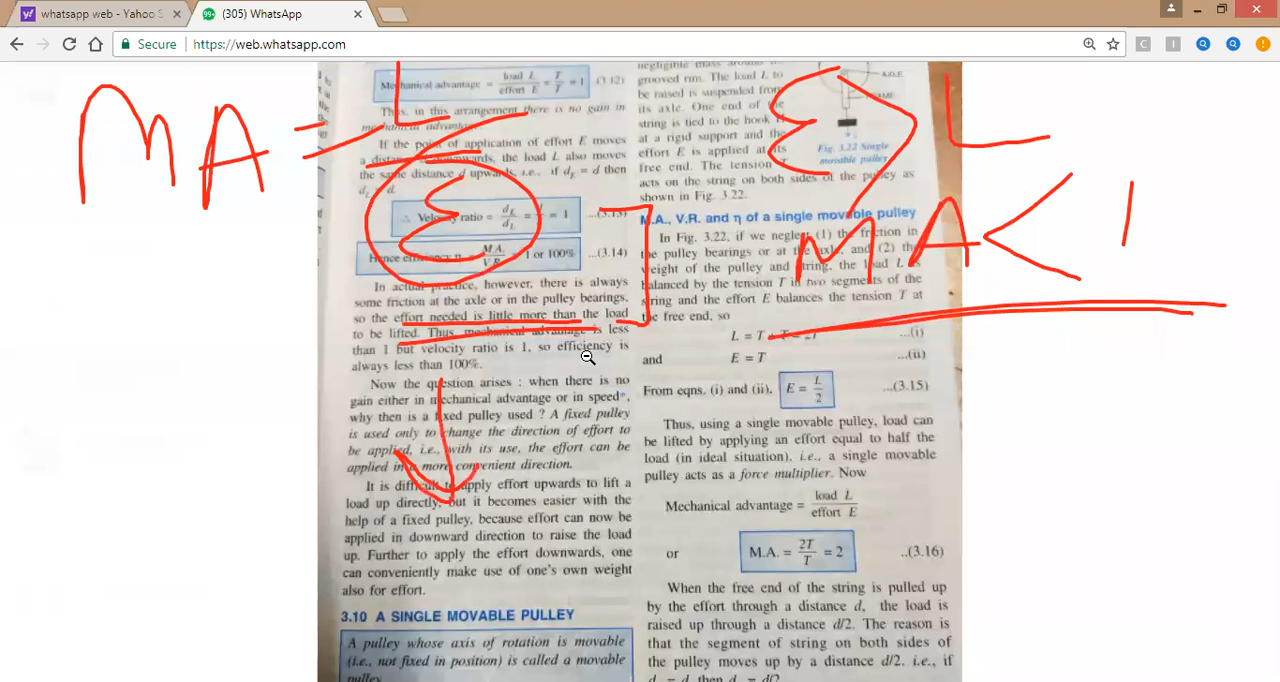 whatsapp web - Yahoo S
(305) WhatsApp
Secure
https://web.whatsapp.com
MA = L
E
L
E
MA < 1
Mechanical advantage = load L / effort E = T / T = 1 (3.12)
Thus, in this arrangement there is no gain in
mechanical advantage.
If the point of application of effort E moves
a distance d downwards, the load L also moves
the same distance d upwards, i.e., if dE = d then
dL = d.
∴ Velocity ratio = dE / dL = = 1 ...(3.13)
Hence efficiency η = M.A. / V.R. = 1 or 100% ...(3.14)
In actual practice, however, there is always
some friction at the axle or in the pulley bearings,
so the effort needed is little more than the load
to be lifted. Thus mechanical advantage is less
than 1 but velocity ratio is 1, so efficiency is
always less than 100%.
Now the question arises : when there is no
gain either in mechanical advantage or in speed*,
why then is a fixed pulley used ? A fixed pulley
is used only to change the direction of effort to
be applied, i.e., with its use, the effort can be
applied in a more convenient direction.
It is difficult to apply effort upwards to lift a
load up directly, but it becomes easier with the
help of a fixed pulley, because effort can now be
applied in downward direction to raise the load
up. Further to apply the effort downwards, one
can conveniently make use of one's own weight
also for effort.
3.10 A SINGLE MOVABLE PULLEY
A pulley whose axis of rotation is movable
(i.e., not fixed in position) is called a movable
pulley
negligible mass around
grooved rim. The load L to
be raised is suspended from
its axle. One end of the
string is tied to the hook
at a rigid support and the
effort E is applied at its
free end. The tension T
acts on the string on both sides of the pulley as
shown in Fig. 3.22.
Fig. 3.22 Single
movable pulley
M.A., V.R. and η of a single movable pulley
In Fig. 3.22, if we neglect (1) the friction in
the pulley bearings or at the axle, and (2) the
weight of the pulley and string, the load L is
balanced by the tension T in two segments of the
string and the effort E balances the tension T at
the free end, so
L = T + T = 2T ...(i)
and E = T ...(ii)
From eqns. (i) and (ii), E = L / 2 ...(3.15)
Thus, using a single movable pulley, load can
be lifted by applying an effort equal to half the
load (in ideal situation), i.e., a single movable
pulley acts as a force multiplier. Now
Mechanical advantage = load L / effort E
or M.A. = 2T / T = 2 ..(3.16)
When the free end of the string is pulled up
by the effort through a distance d, the load is
raised up through a distance d/2. The reason is
that the segment of string on both sides of
the pulley moves up by a distance d/2. i.e., if